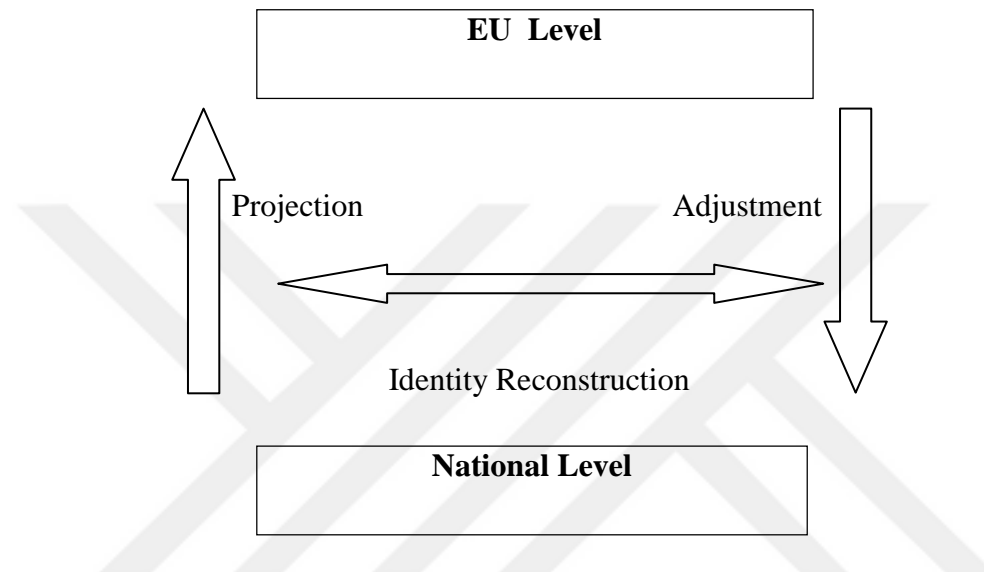 EU Level
Projection
Adjustment
Identity Reconstruction
National Level